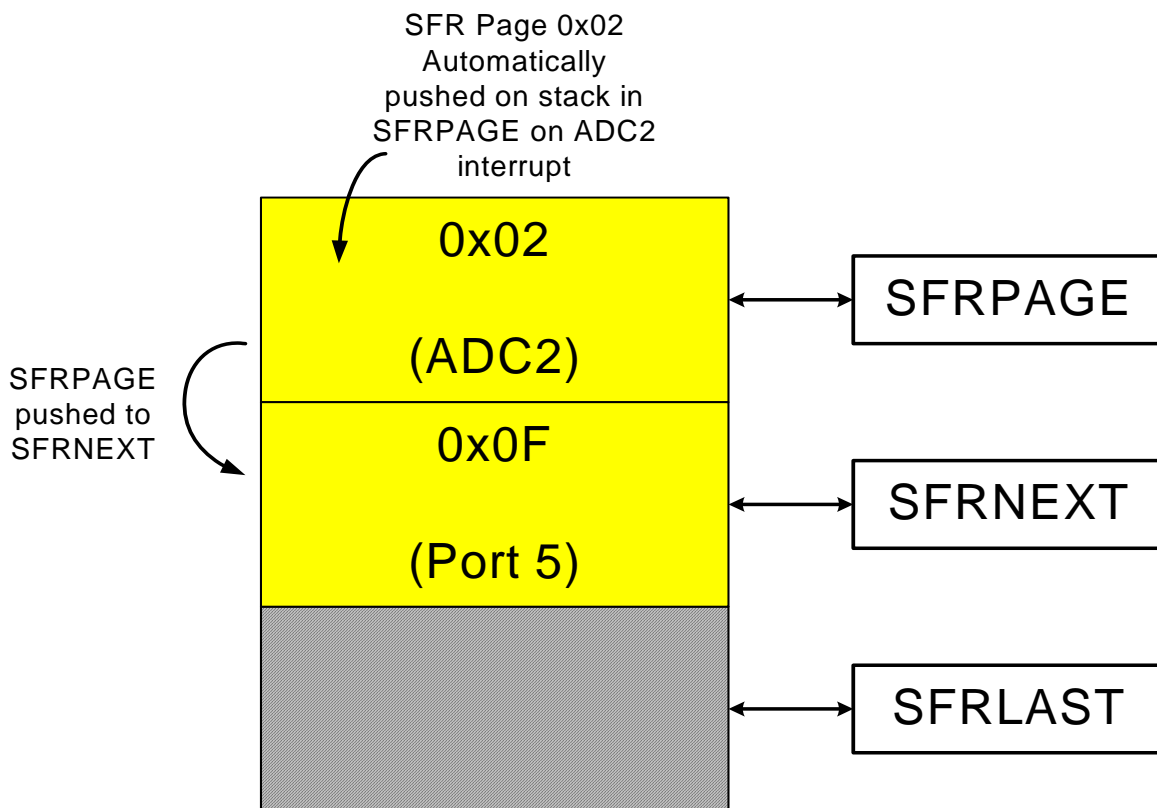 SFR Page 0x02
Automatically
pushed on stack in
SFRPAGE on ADC2
interrupt
0x02
(ADC2)
SFRPAGE
SFRPAGE
pushed to
SFRNEXT
0x0F
(Port 5)
SFRNEXT
SFRLAST